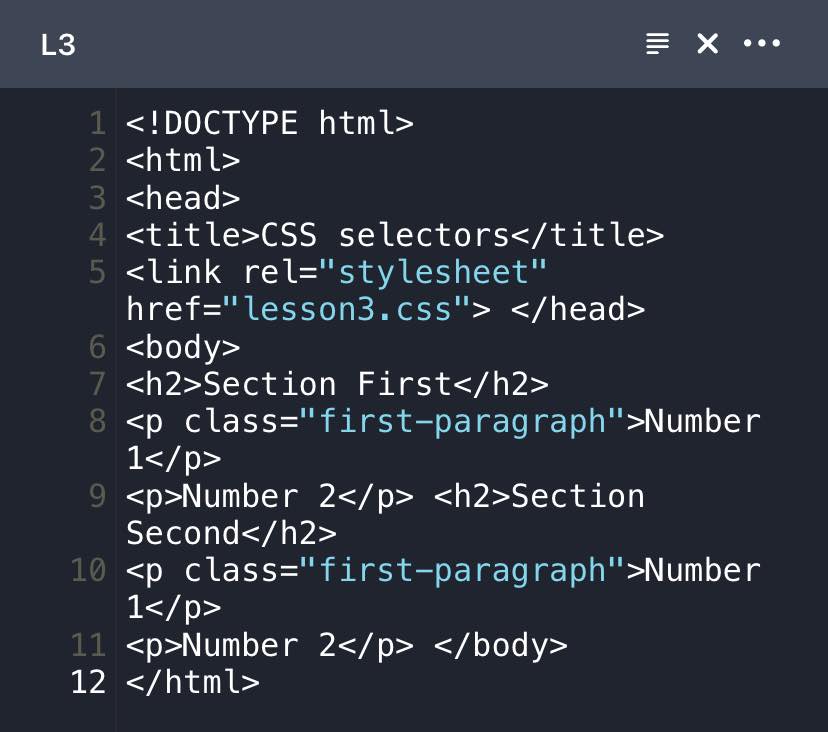 L3
1 <!DOCTYPE html>
2 <html>
3 <head>
4 <title>CSS selectors</title>
5 <link rel="stylesheet"
href="lesson3.css"> </head>
6 <body>
7 <h2>Section First</h2>
8 <p class="first-paragraph">Number
1</p>
9 <p>Number 2</p> <h2>Section
Second</h2>
10 <p class="first-paragraph">Number
1</p>
11 <p>Number 2</p> </body>
12 </html>